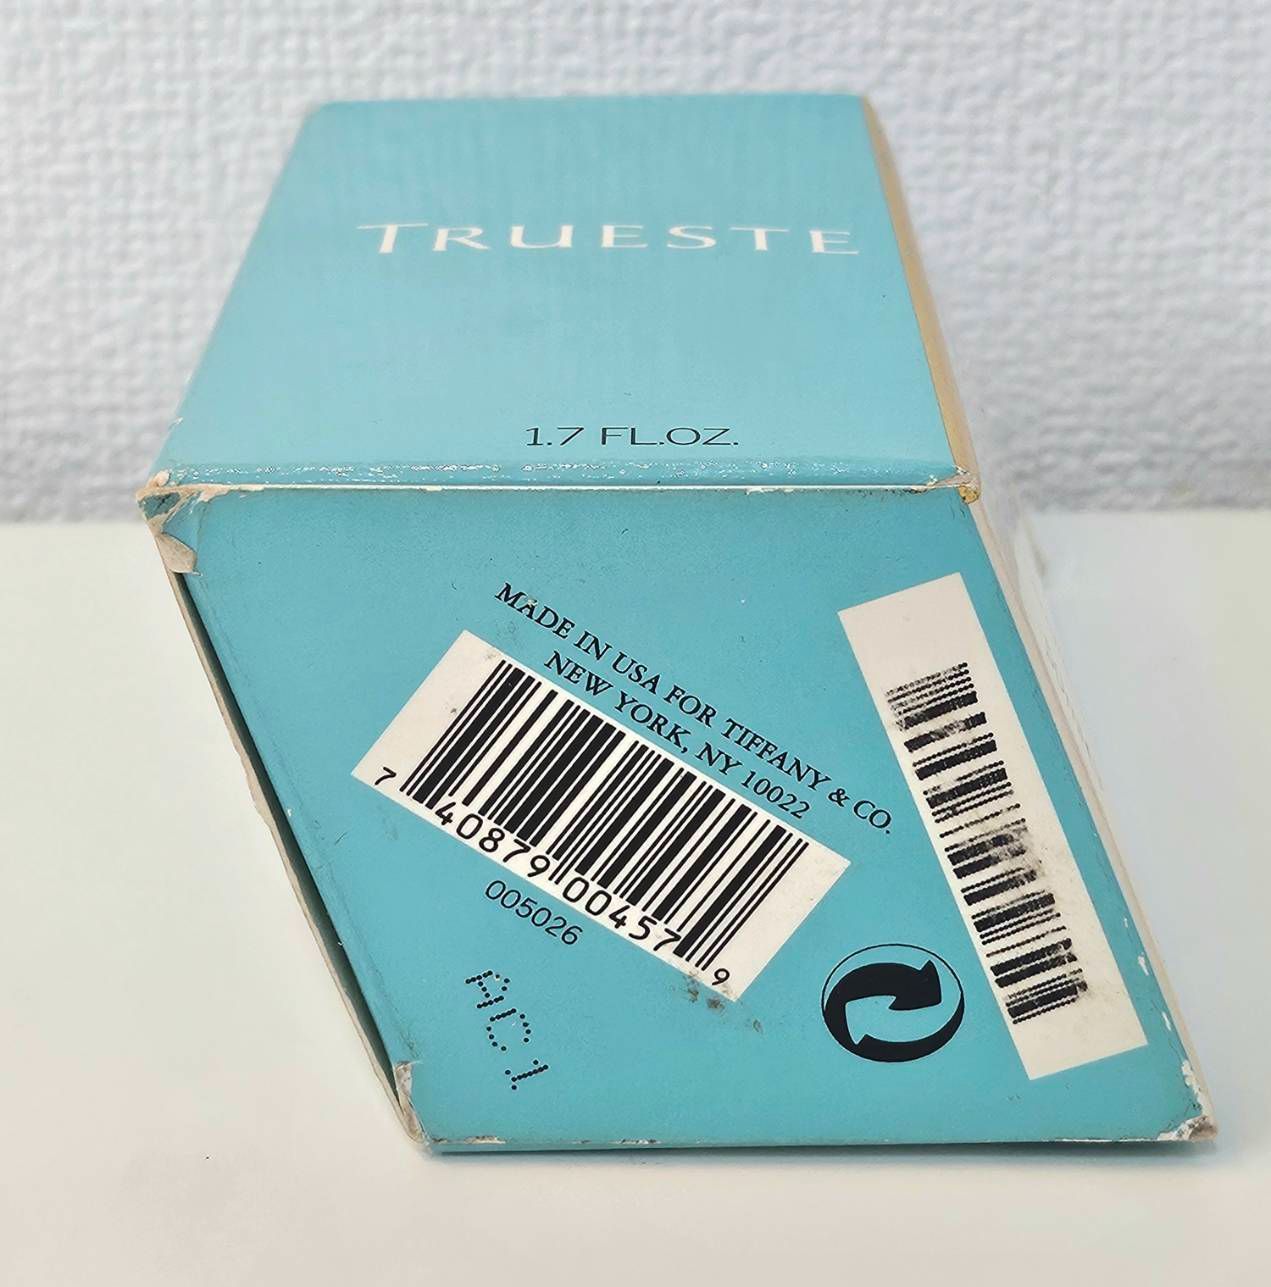 TRUESTE
1.7 FL.OZ.
MADE IN USA FOR TIFFANY & CO.
NEW YORK, NY 10022
7 40879 00457 9
005026
AC1